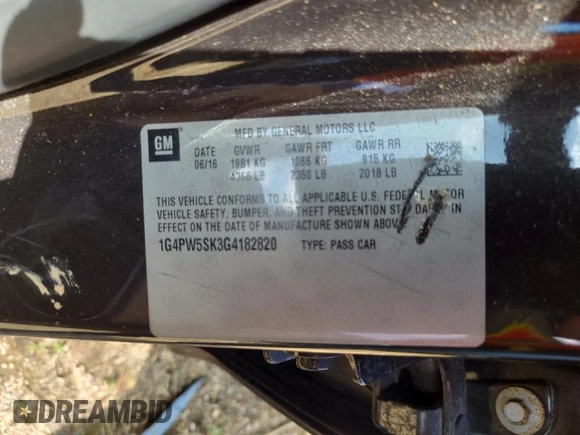 GM
MFD BY GENERAL MOTORS LLC
DATE GVWR GAWR FRT GAWR RR
06/16 1981 KG 1066 KG 915 KG
4368 LB 2350 LB 2018 LB
THIS VEHICLE CONFORMS TO ALL APPLICABLE U.S. FEDERAL MOTOR
VEHICLE SAFETY, BUMPER, AND THEFT PREVENTION STANDARDS IN
EFFECT ON THE DATE OF MANUFACTURE SHOWN ABOVE.
1G4PW5SK3G4182820 TYPE: PASS CAR
DREAMBID